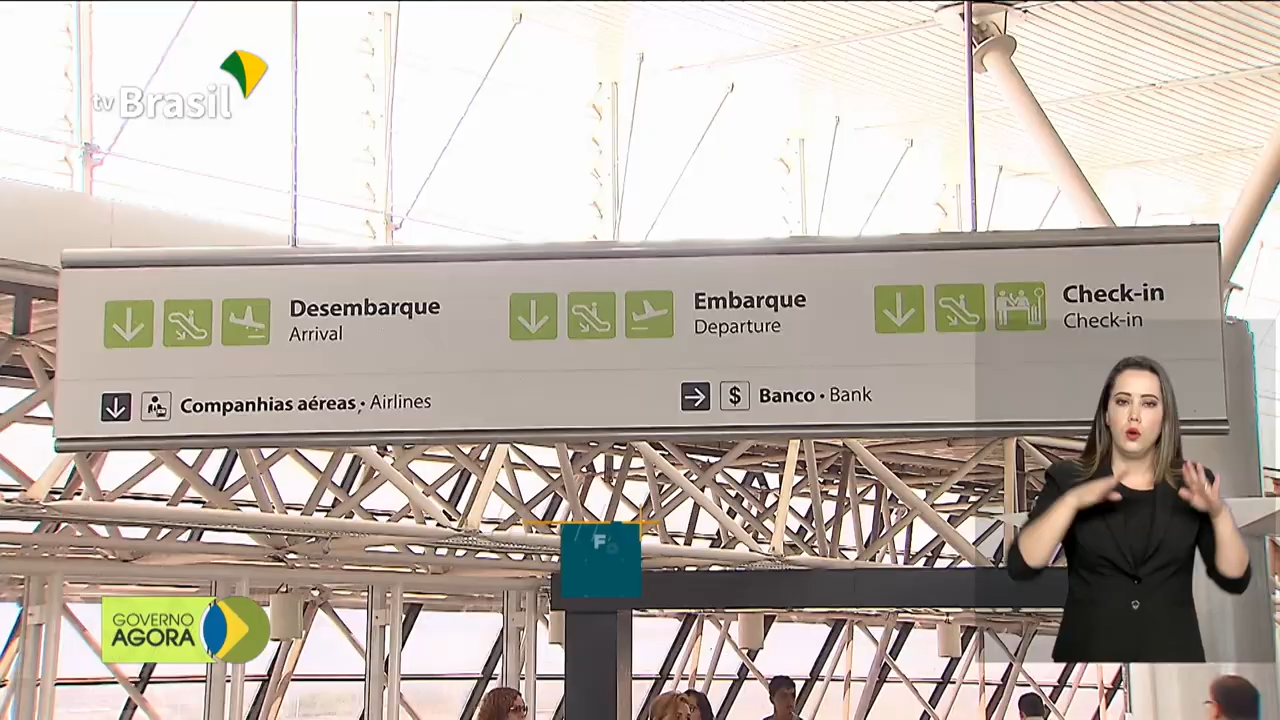 tv Brasil
Desembarque
Arrival
Embarque
Departure
Check-in
Check-in
Companhias aéreas • Airlines
$
Banco • Bank
F
GOVERNO
AGORA